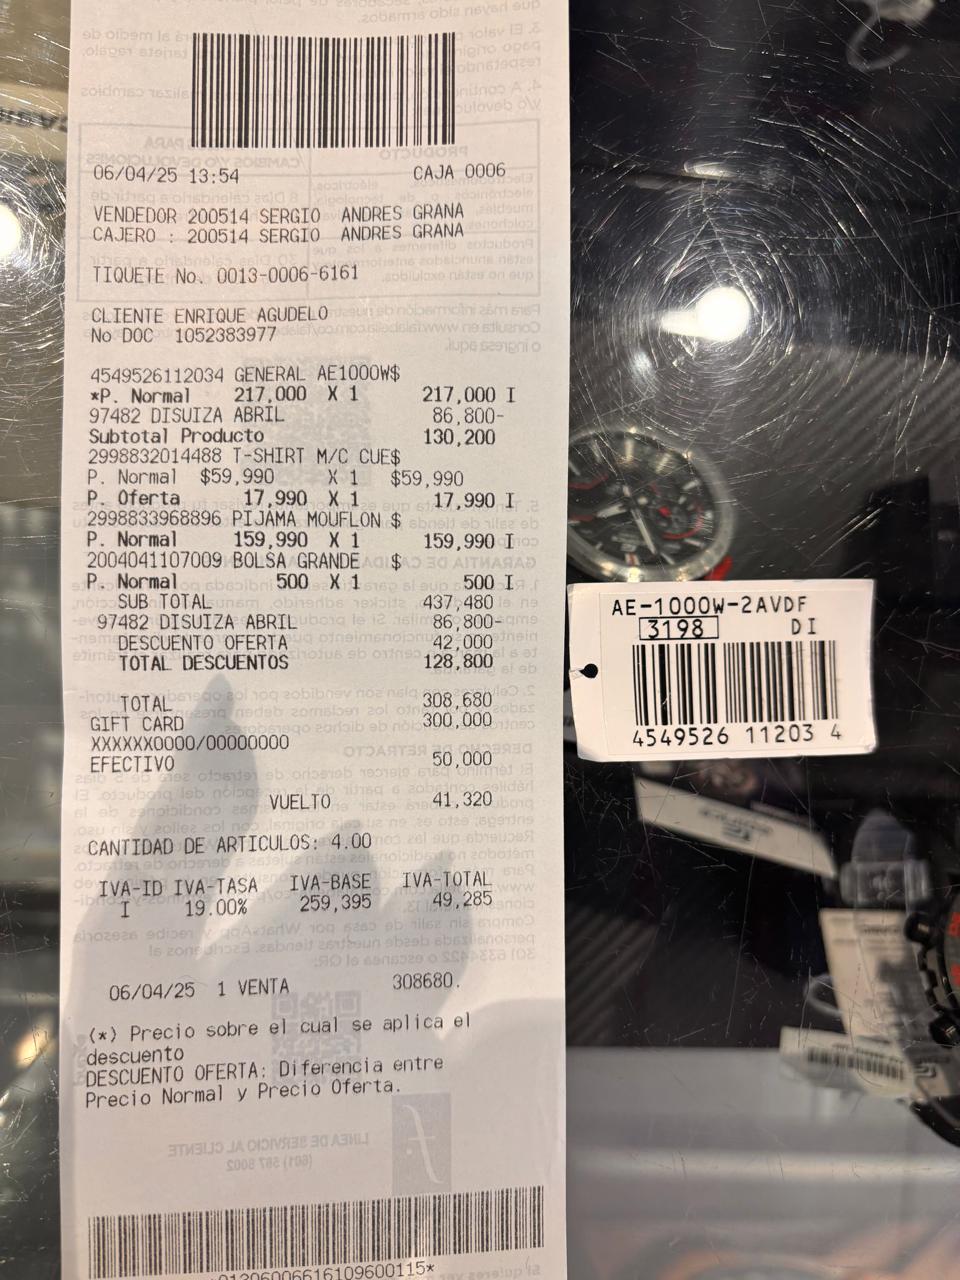 06/04/25 13:54 CAJA 0006
VENDEDOR 200514 SERGIO ANDRES GRANA
CAJERO : 200514 SERGIO ANDRES GRANA
TIQUETE No. 0013-0006-6161
CLIENTE ENRIQUE AGUDELO
No DOC 1052383977
4549526112034 GENERAL AE1000W$
*P. Normal 217,000 X 1 217,000 I
97482 DISUIZA ABRIL 86,800-
Subtotal Producto 130,200
2998832014488 T-SHIRT M/C CUE$
P. Normal $59,990 X 1 $59,990
P. Oferta 17,990 X 1 17,990 I
2998833968896 PIJAMA MOUFLON $
P. Normal 159,990 X 1 159,990 I
2004041107009 BOLSA GRANDE $
P. Normal 500 X 1 500 I
SUB TOTAL 437,480
97482 DISUIZA ABRIL 86,800-
DESCUENTO OFERTA 42,000
TOTAL DESCUENTOS 128,800
TOTAL 308,680
GIFT CARD 300,000
XXXXXX0000/00000000
EFECTIVO 50,000
VUELTO 41,320
CANTIDAD DE ARTICULOS: 4.00
IVA-ID IVA-TASA IVA-BASE IVA-TOTAL
I 19.00% 259,395 49,285
06/04/25 1 VENTA 308680.
(*) Precio sobre el cual se aplica el
descuento
DESCUENTO OFERTA: Diferencia entre
Precio Normal y Precio Oferta.
AE-1000W-2AVDF
3198 DI
4549526 11203 4